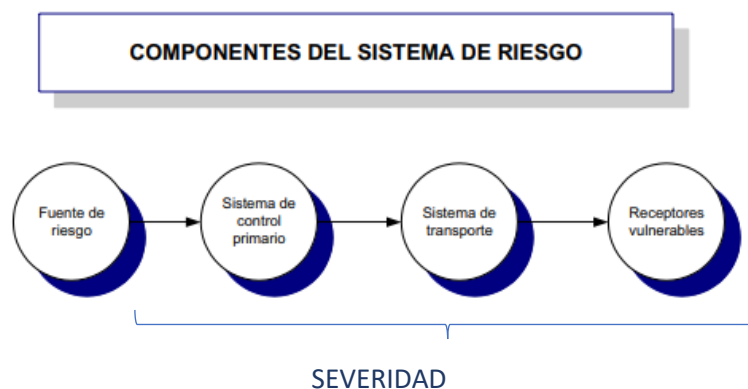 COMPONENTES DEL SISTEMA DE RIESGO
Fuente de
riesgo
Sistema de
control
primario
Sistema de
transporte
Receptores
vulnerables
SEVERIDAD